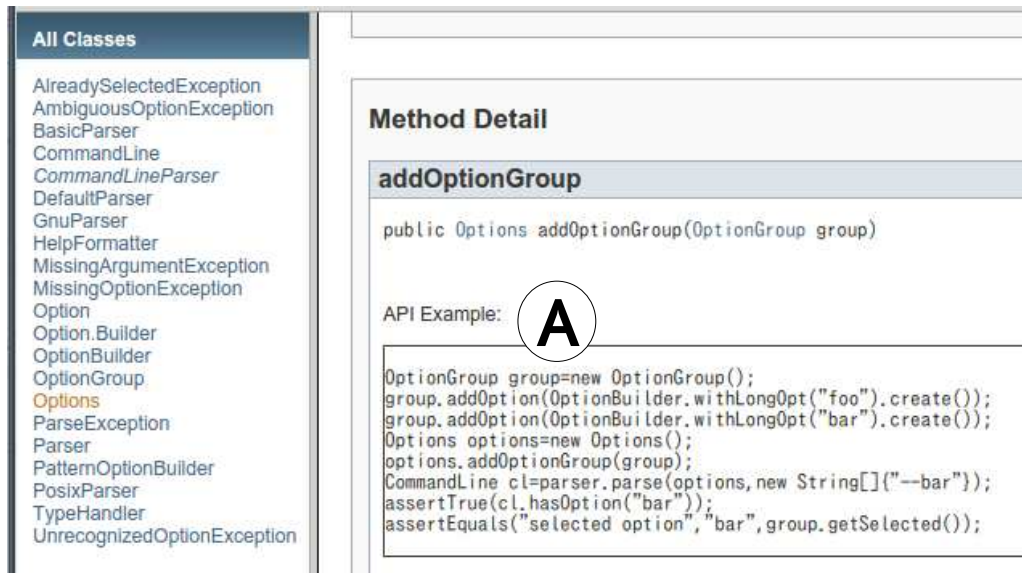 All Classes
AlreadySelectedException
AmbiguousOptionException
BasicParser
CommandLine
CommandLineParser
DefaultParser
GnuParser
HelpFormatter
MissingArgumentException
MissingOptionException
Option
Option.Builder
OptionBuilder
OptionGroup
Options
ParseException
Parser
PatternOptionBuilder
PosixParser
TypeHandler
UnrecognizedOptionException
Method Detail
addOptionGroup
public Options addOptionGroup(OptionGroup group)
API Example:
A
OptionGroup group=new OptionGroup();
group.addOption(OptionBuilder.withLongOpt("foo").create());
group.addOption(OptionBuilder.withLongOpt("bar").create());
Options options=new Options();
options.addOptionGroup(group);
CommandLine cl=parser.parse(options,new String[]{"--bar"});
assertTrue(cl.hasOption("bar"));
assertEquals("selected option","bar",group.getSelected());